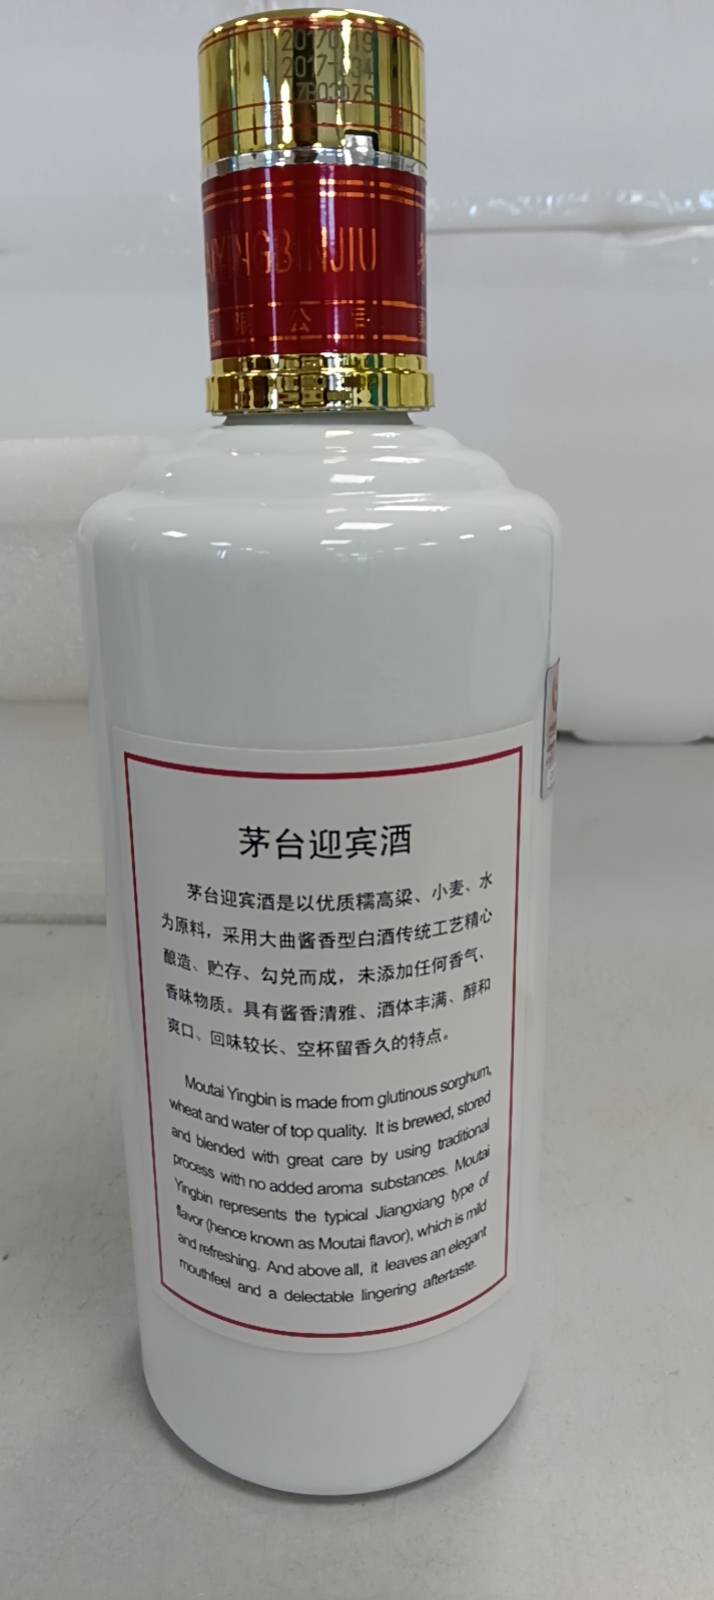 YINGBINJIU
限 公 司
茅台迎宾酒
茅台迎宾酒是以优质糯高粱、小麦、水
为原料，采用大曲酱香型白酒传统工艺精心
酿造、贮存、勾兑而成，未添加任何香气、
香味物质。具有酱香清雅、酒体丰满、醇和
爽口、回味较长、空杯留香久的特点。
Moutai Yingbin is made from glutinous sorghum,
wheat and water of top quality. It is brewed, stored
and blended with great care by using traditional
process with no added aroma substances. Moutai
Yingbin represents the typical Jiangxiang type of
flavor (hence known as Moutai flavor), which is mild
and refreshing. And above all, it leaves an elegant
mouthfeel and a delectable lingering aftertaste.